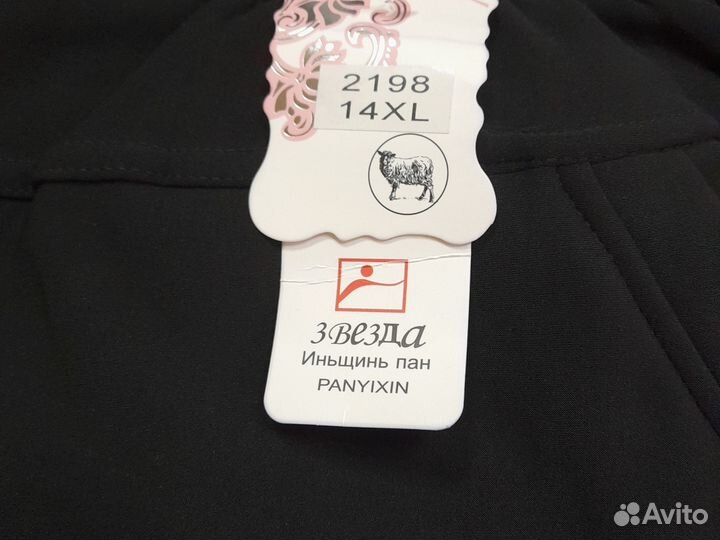 2198
14XL
звезда
Иньщинь пан
PANYIXIN
Avito